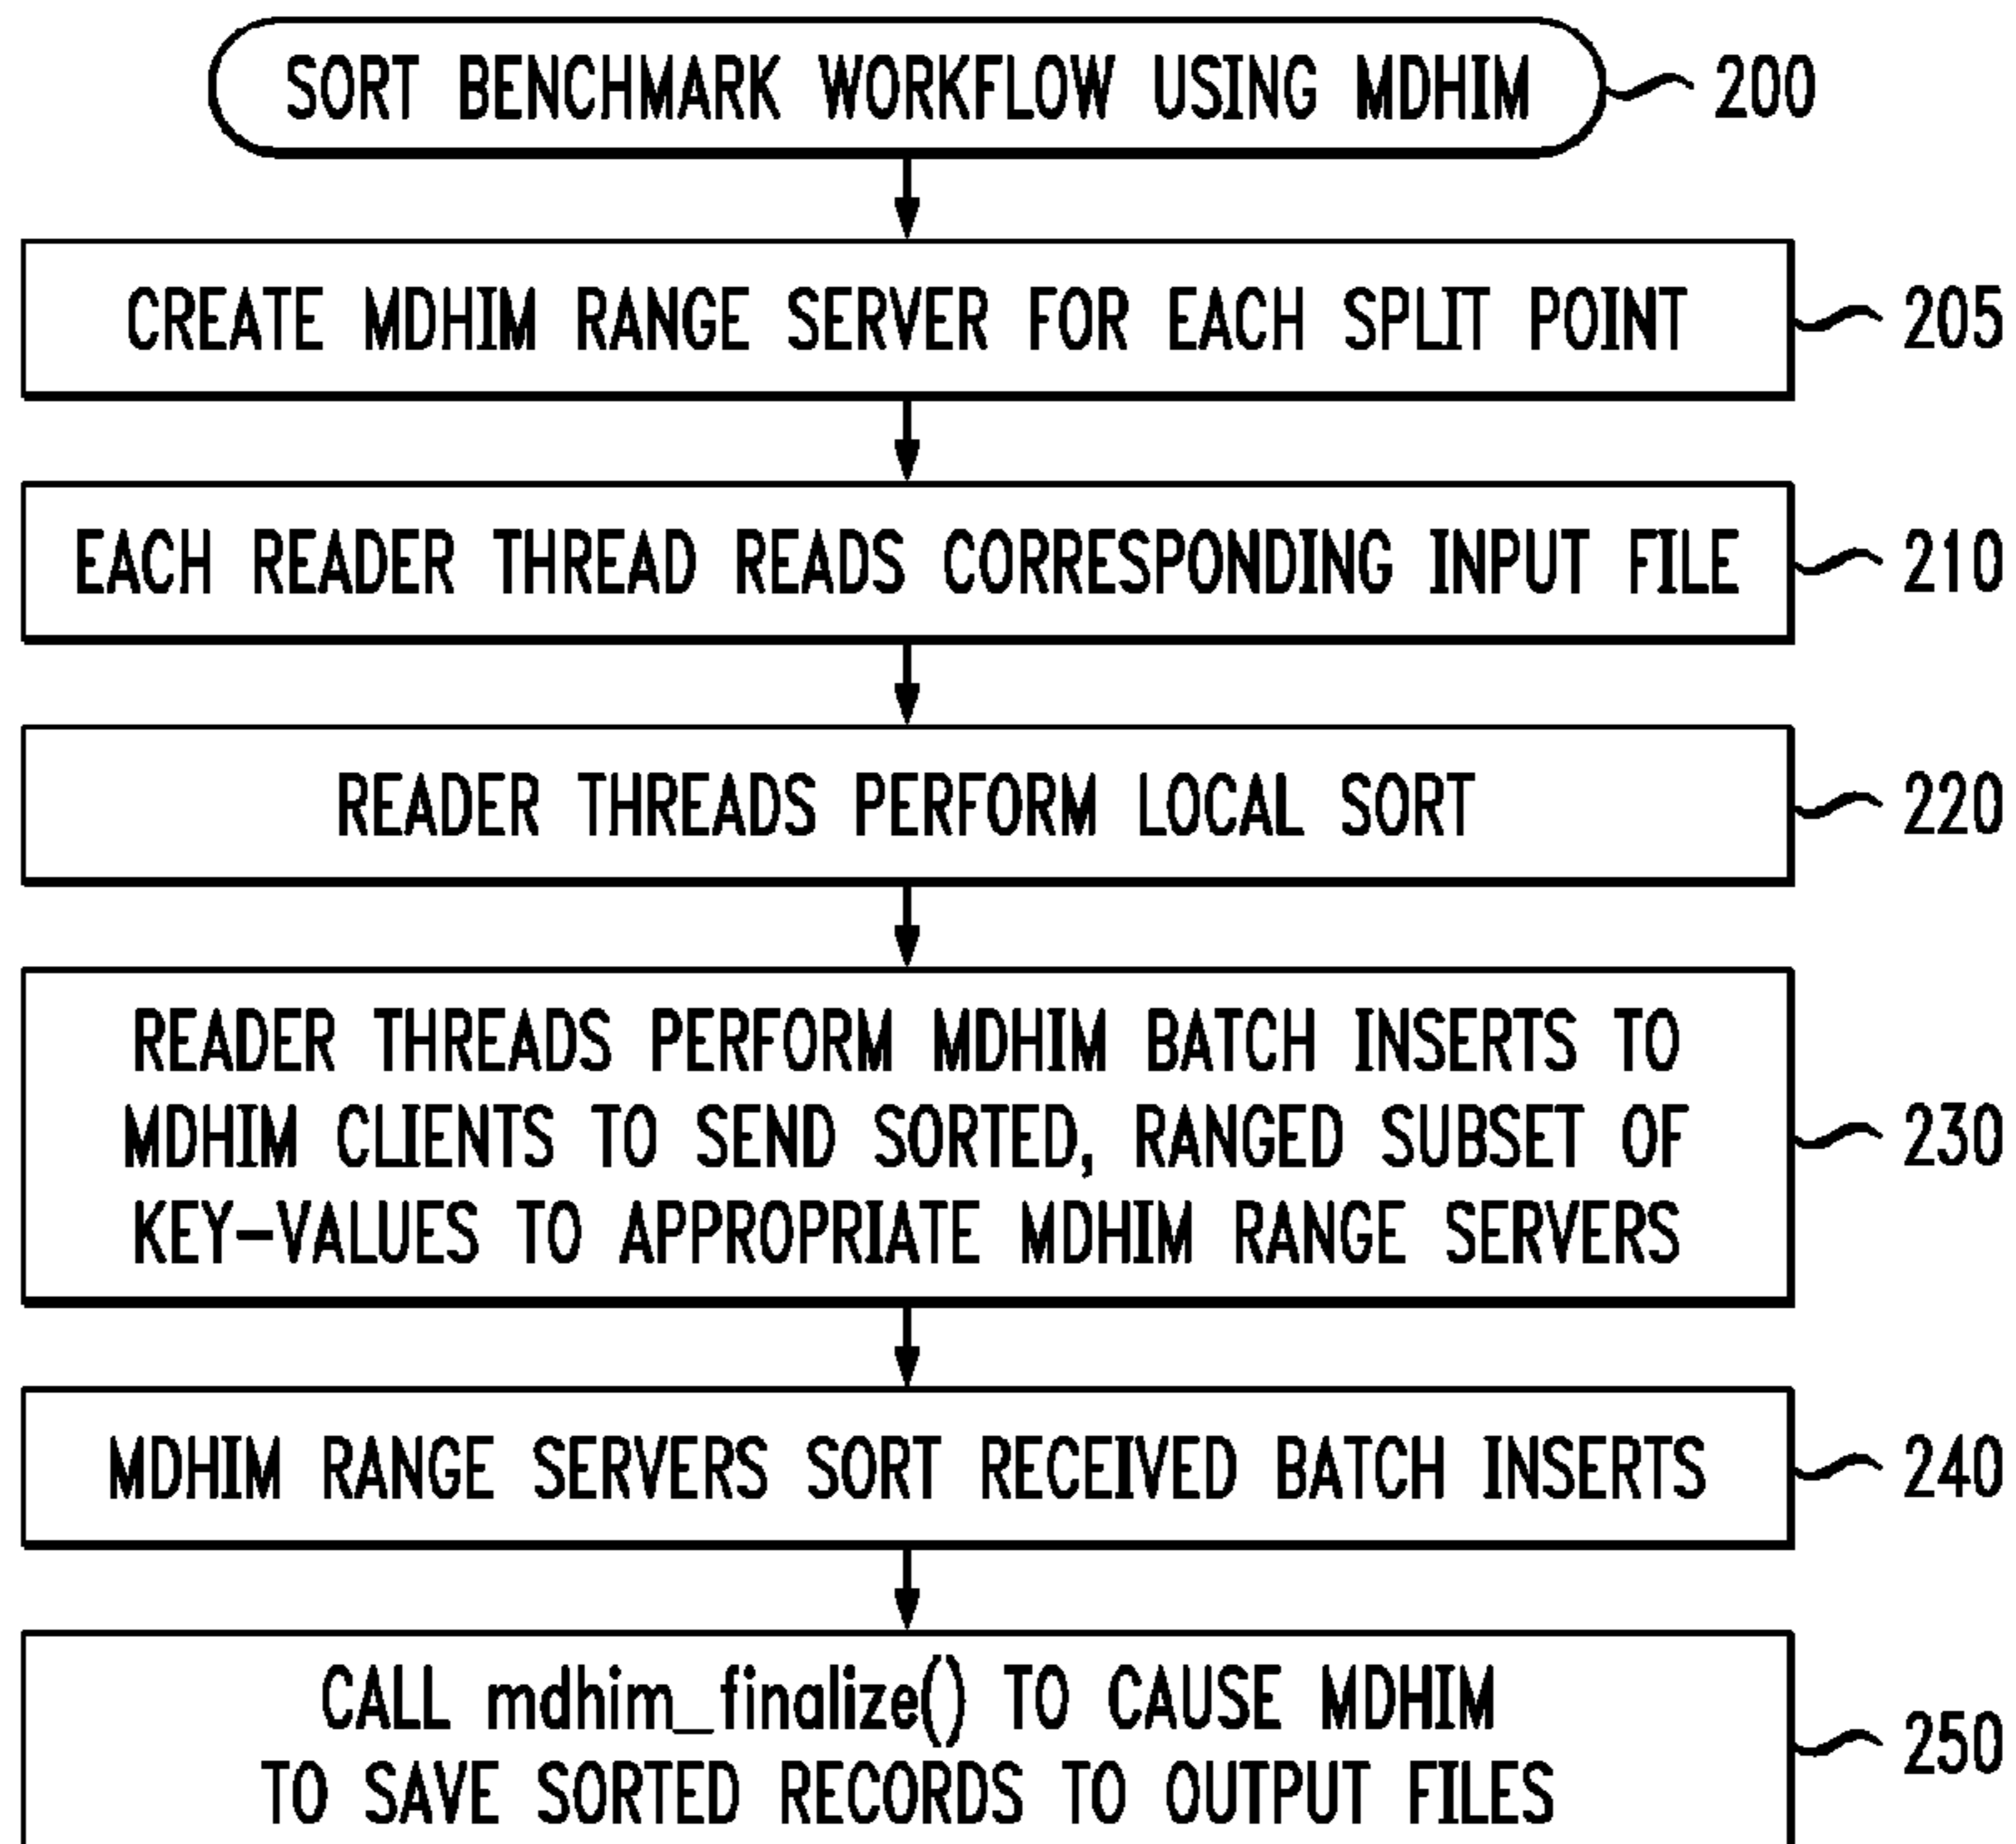 SORT BENCHMARK WORKFLOW USING MDHIM 200
CREATE MDHIM RANGE SERVER FOR EACH SPLIT POINT 205
EACH READER THREAD READS CORRESPONDING INPUT FILE 210
READER THREADS PERFORM LOCAL SORT 220
READER THREADS PERFORM MDHIM BATCH INSERTS TO
MDHIM CLIENTS TO SEND SORTED, RANGED SUBSET OF 230
KEY-VALUES TO APPROPRIATE MDHIM RANGE SERVERS
MDHIM RANGE SERVERS SORT RECEIVED BATCH INSERTS 240
CALL mdhim_finalize() TO CAUSE MDHIM
250
TO SAVE SORTED RECORDS TO OUTPUT FILES